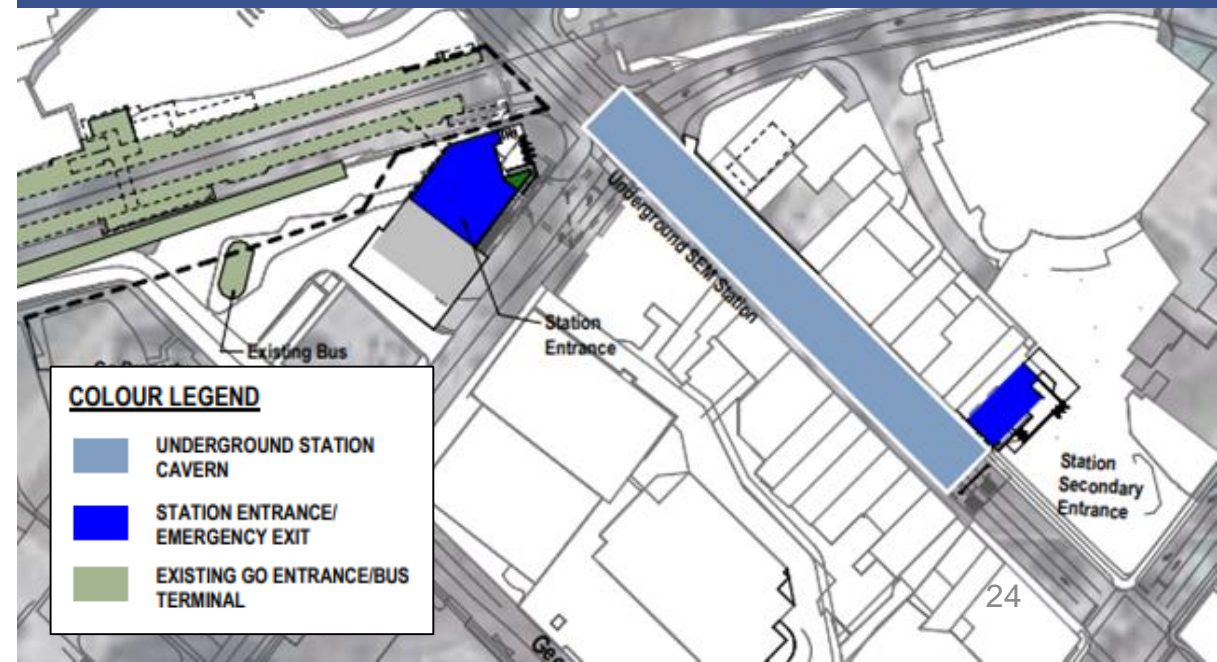 Underground SEM Station
Station
Entrance
Existing Bus
COLOUR LEGEND
UNDERGROUND STATION
CAVERN
STATION ENTRANCE/
EMERGENCY EXIT
EXISTING GO ENTRANCE/BUS
TERMINAL
Station
Secondary
Entrance
24